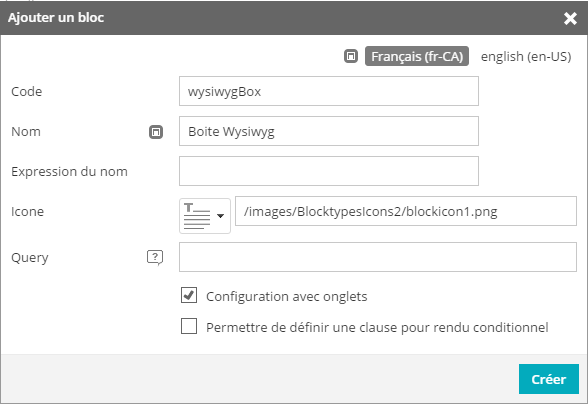 Ajouter un bloc
Français (fr-CA) english (en-US)
Code wysiwygBox
Nom Boite Wysiwyg
Expression du nom
Icone T /images/BlocktypesIcons2/blockicon1.png
Query ?
Configuration avec onglets
Permettre de définir une clause pour rendu conditionnel
Créer